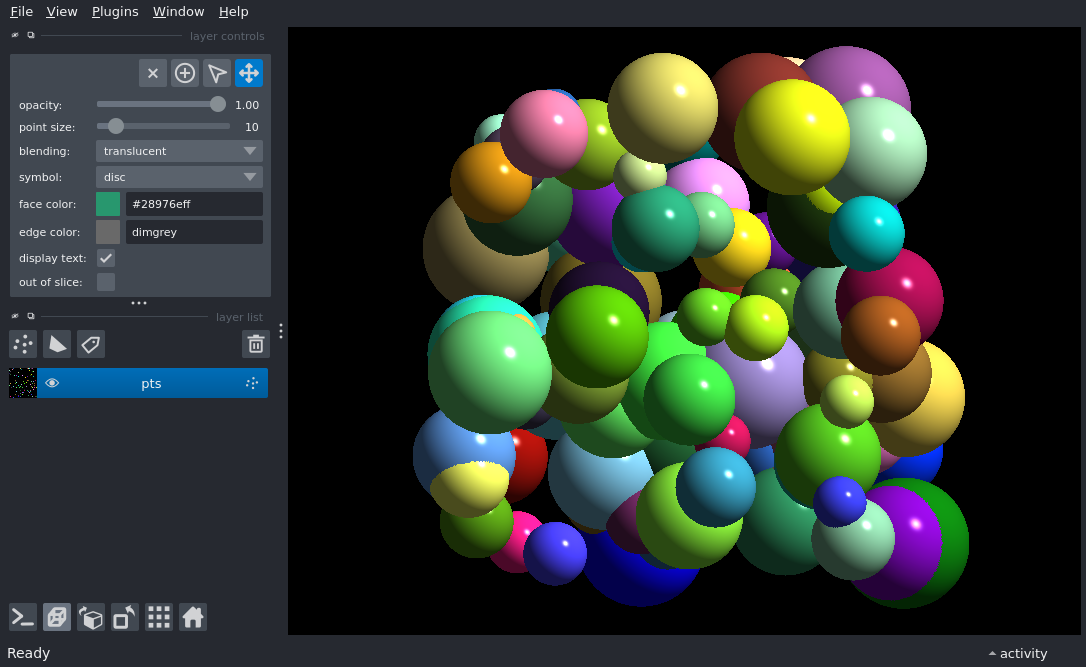 File View Plugins Window Help
layer controls
opacity: 1.00
point size: 10
blending: translucent
symbol: disc
face color: #28976eff
edge color: dimgrey
display text:
out of slice:
layer list
pts
Ready
activity